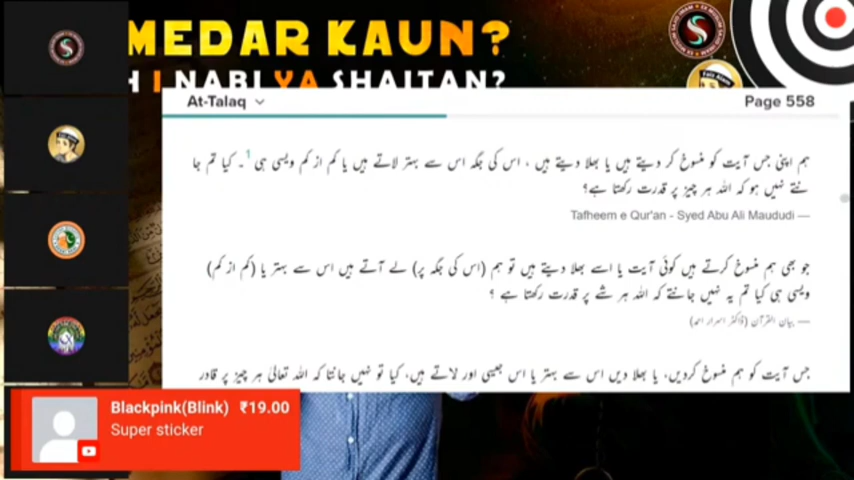 MEDAR KAUN?
H I NABI YA SHAITAN?
At-Talaq
Page 558
ہم اپنی جس آیت کو منسوخ کر دیتے ہیں یا بھلا دیتے ہیں ، اس کی جگہ اس سے بہتر لاتے ہیں یا کم از کم ویسی ہی 1 ۔ کیا تم جا
نتے نہیں ہو کہ اللہ ہر چیز پر قدرت رکھتا ہے؟
Tafheem e Qur'an - Syed Abu Ali Maududi —
جو بھی ہم منسوخ کرتے ہیں کوئی آیت یا اسے بھلا دیتے ہیں تو ہم (اس کی جگہ پر) لے آتے ہیں اس سے بہتر یا (کم از کم)
ویسی ہی کیا تم یہ نہیں جانتے کہ اللہ ہر شے پر قدرت رکھتا ہے ؟
— بیان القرآن (ڈاکٹر اسرار احمد)
جس آیت کو ہم منسوخ کردیں، یا بھلا دیں اس سے بہتر یا اس جیسی اور لاتے ہیں، کیا تو نہیں جانتا کہ اللہ تعالیٰ ہر چیز پر قادر
Blackpink(Blink) ₹19.00
Super sticker